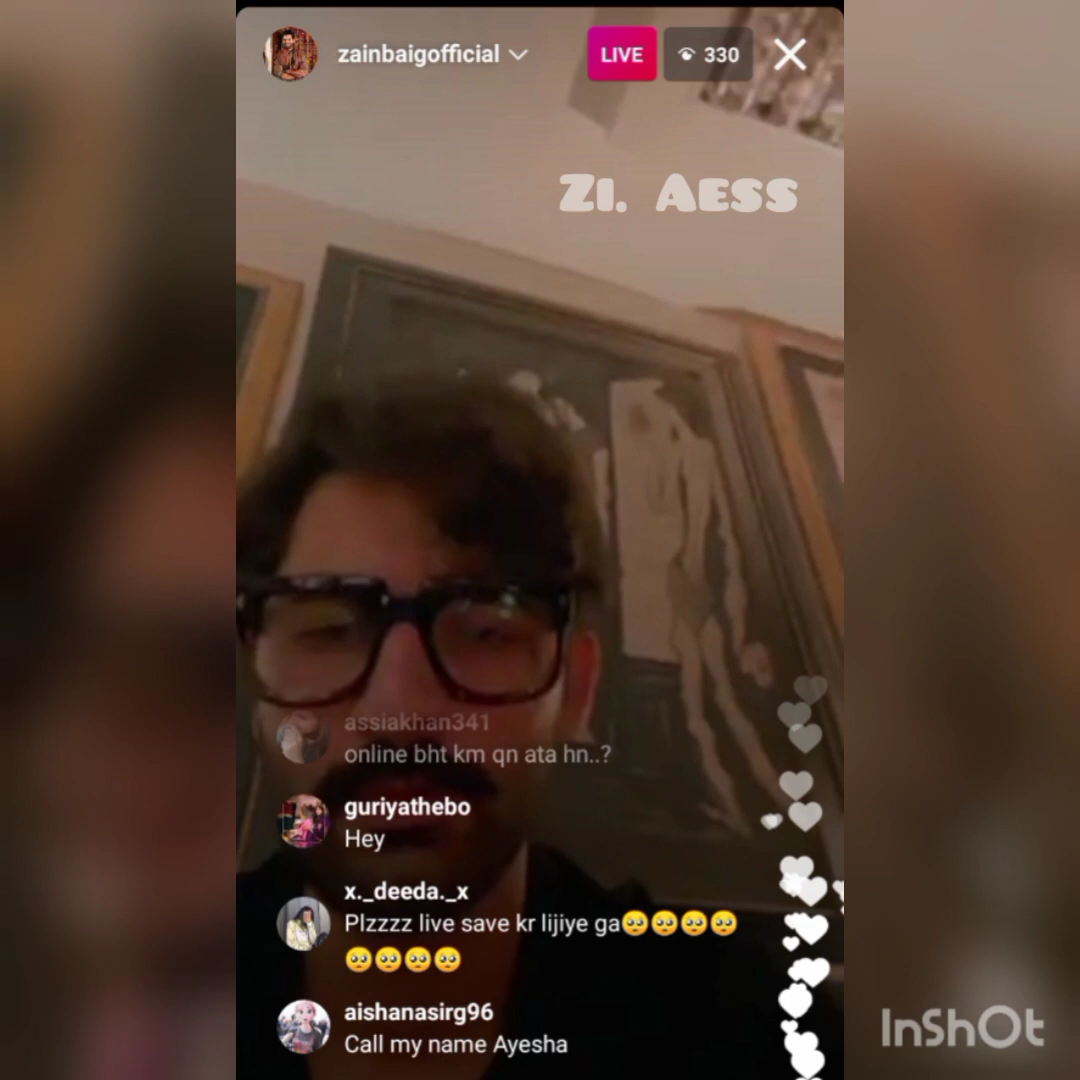 zainbaigofficial
LIVE
330
Zi. Aess
assiakhan341
online bht km qn ata hn..?
guriyathebo
Hey
x._deeda._x
Plzzzz live save kr lijiye ga🥺🥺🥺🥺
🥺🥺🥺🥺
aishanasirg96
Call my name Ayesha
InShOt